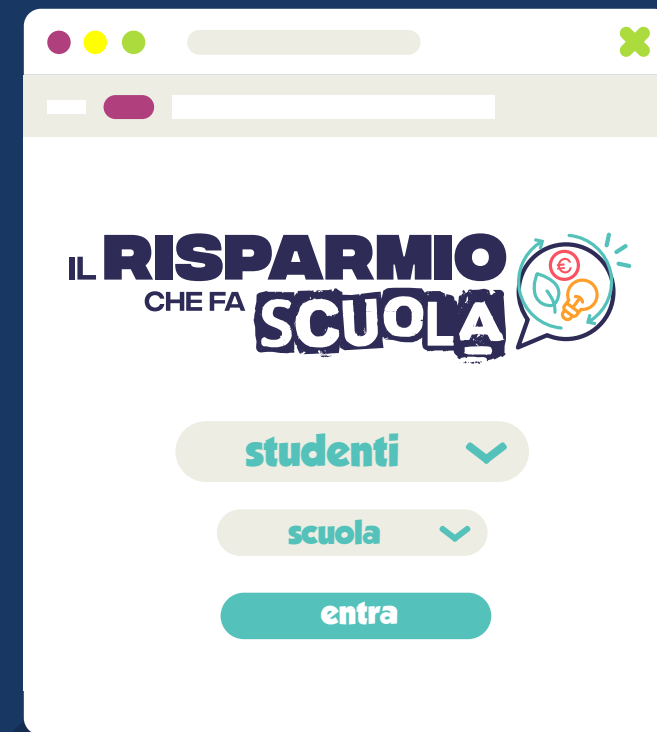 IL RISPARMIO
CHE FA SCUOLA
€
studenti
scuola
entra